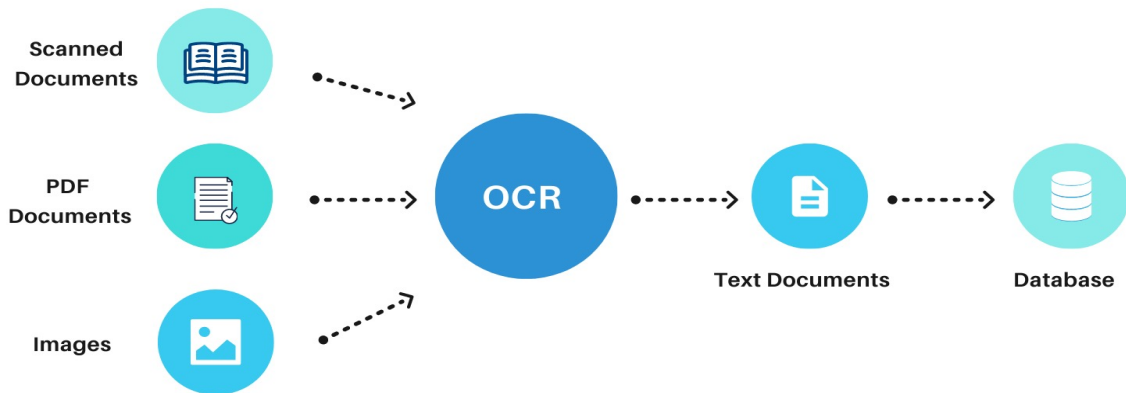 Scanned
Documents
PDF
Documents
Images
OCR
Text Documents
Database